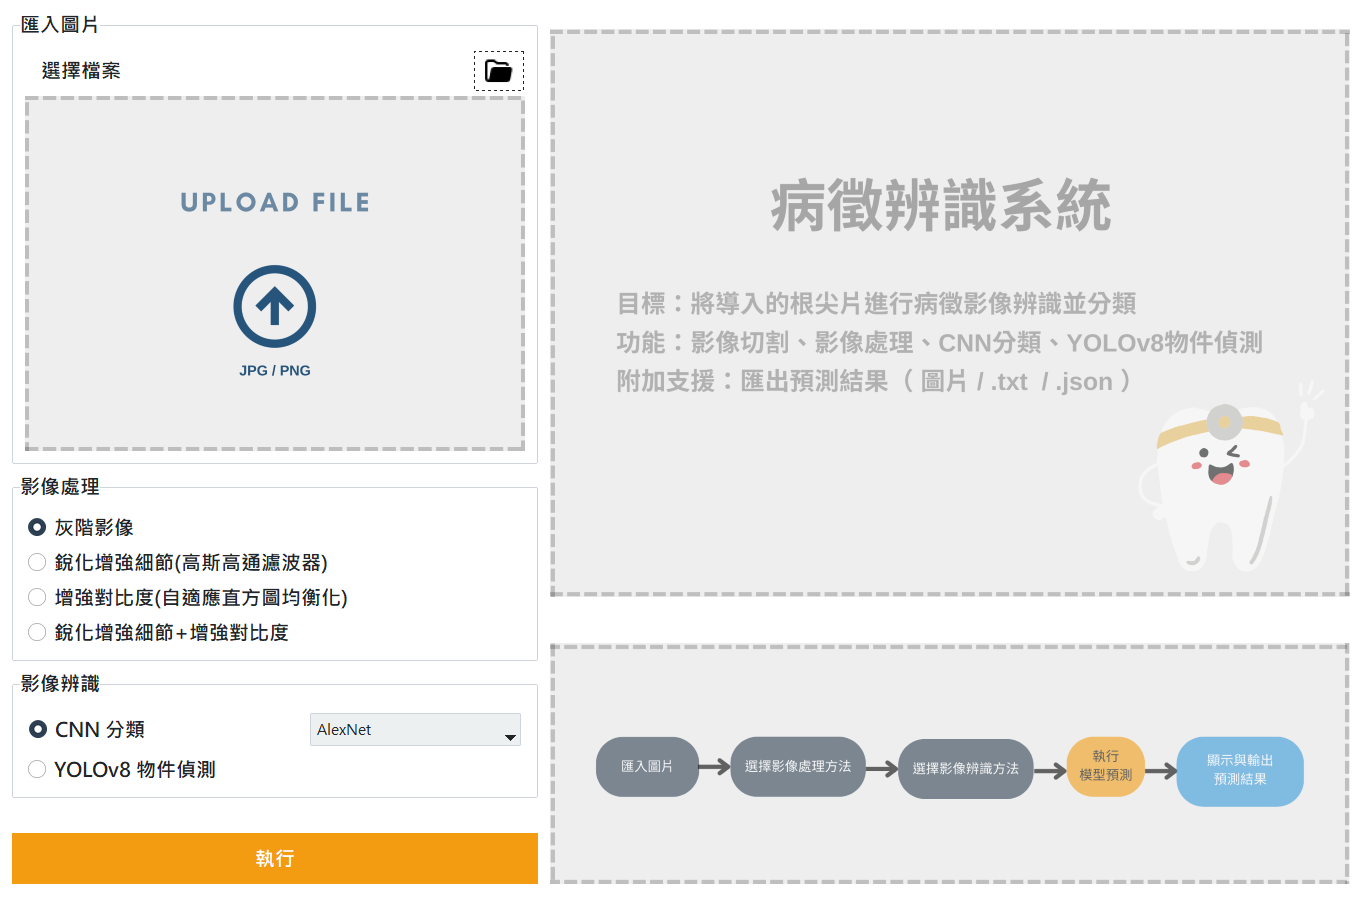 匯入圖片
選擇檔案
UPLOAD FILE
JPG / PNG
影像處理
灰階影像
銳化增強細節(高斯高通濾波器)
增強對比度(自適應直方圖均衡化)
銳化增強細節+增強對比度
影像辨識
CNN 分類
AlexNet
YOLOv8 物件偵測
執行
病徵辨識系統
目標：將導入的根尖片進行病徵影像辨識並分類
功能：影像切割、影像處理、CNN分類、YOLOv8物件偵測
附加支援：匯出預測結果（ 圖片 / .txt / .json ）
匯入圖片
選擇影像處理方法
選擇影像辨識方法
執行
模型預測
顯示與輸出
預測結果